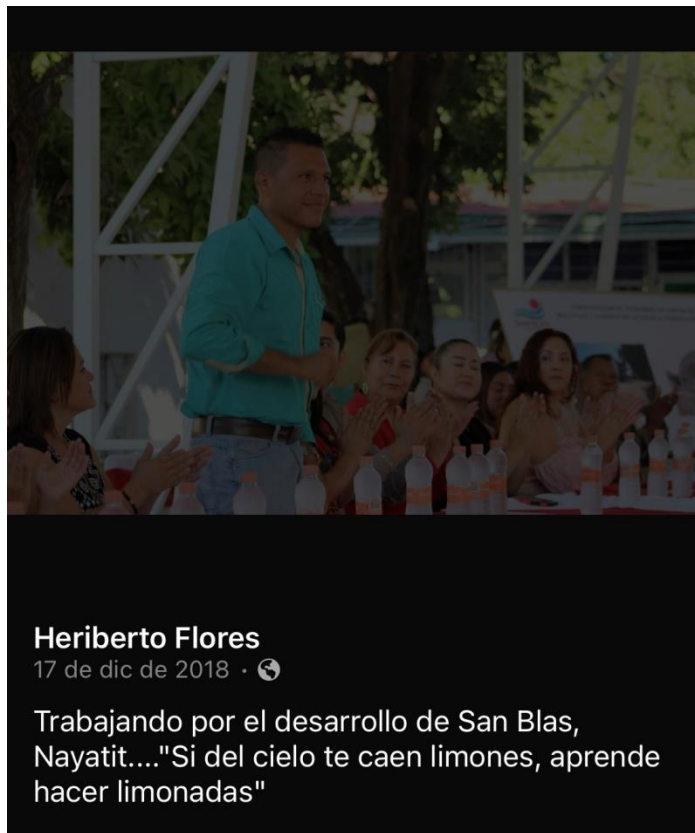 Heriberto Flores
17 de dic de 2018 ·
Trabajando por el desarrollo de San Blas,
Nayatit...."Si del cielo te caen limones, aprende
hacer limonadas"